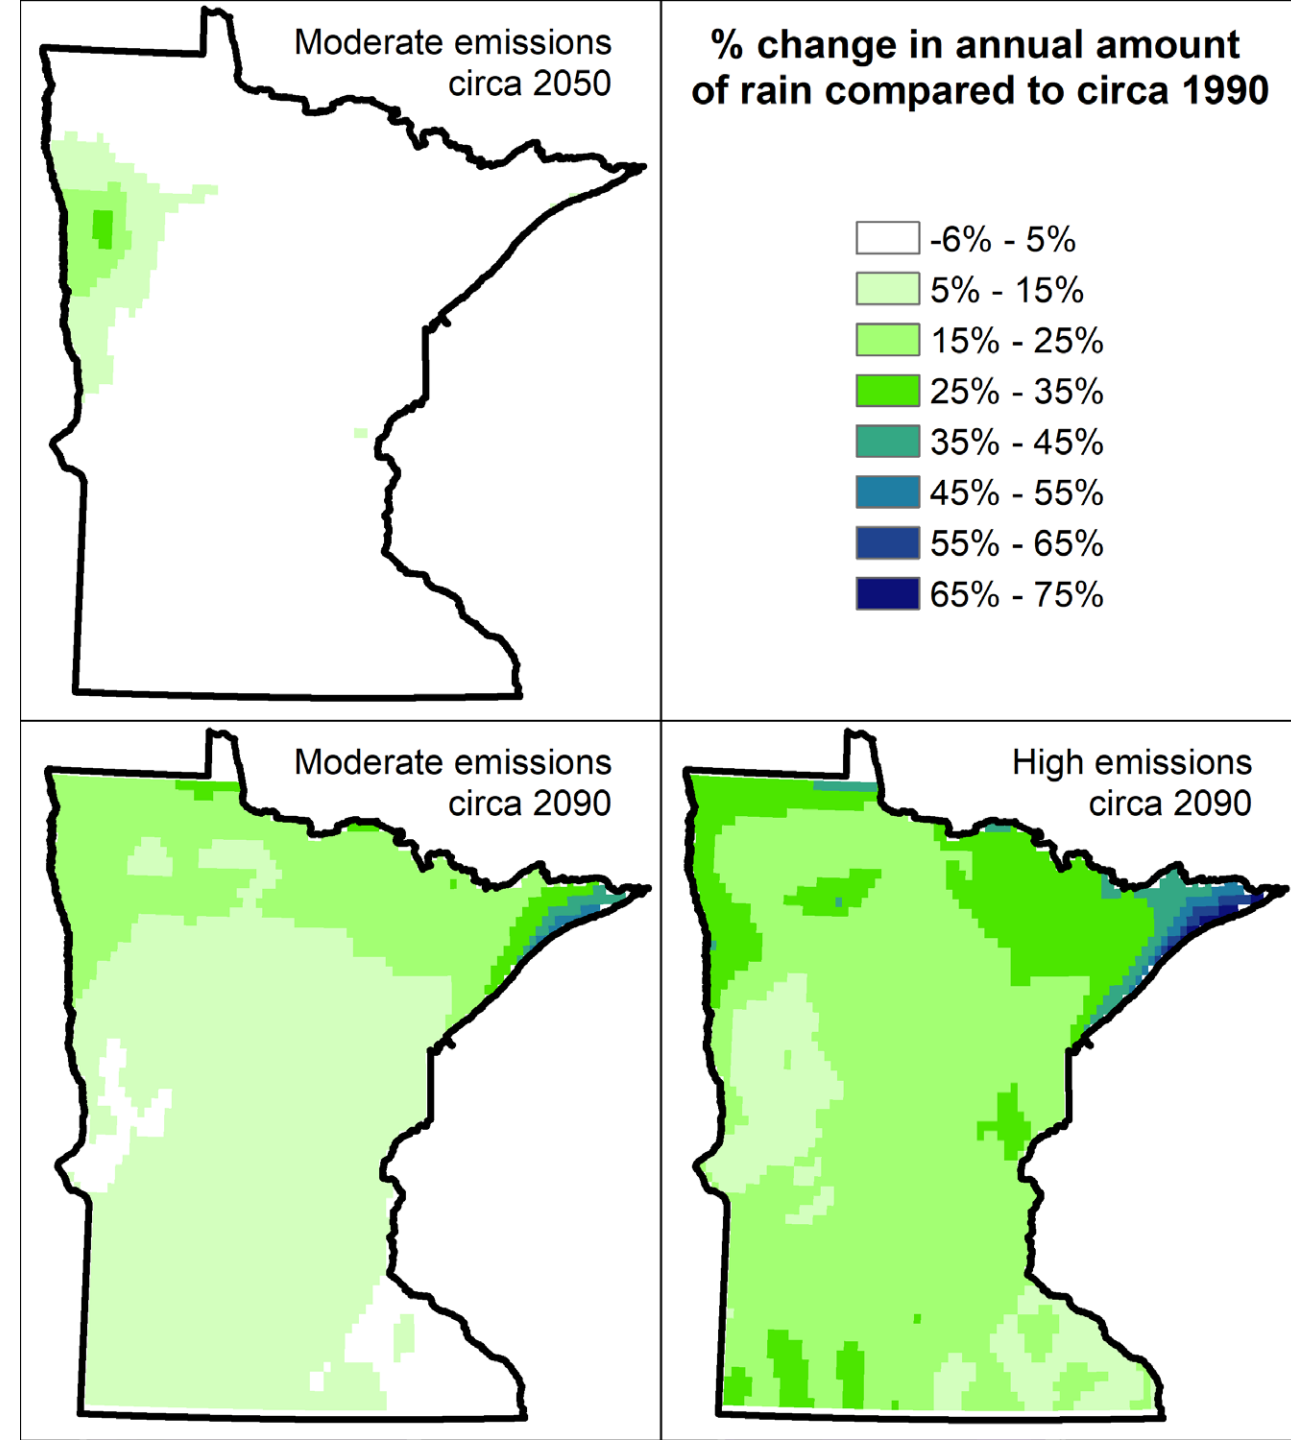 Moderate emissions
circa 2050
% change in annual amount
of rain compared to circa 1990
-6% - 5%
5% - 15%
15% - 25%
25% - 35%
35% - 45%
45% - 55%
55% - 65%
65% - 75%
Moderate emissions
circa 2090
High emissions
circa 2090